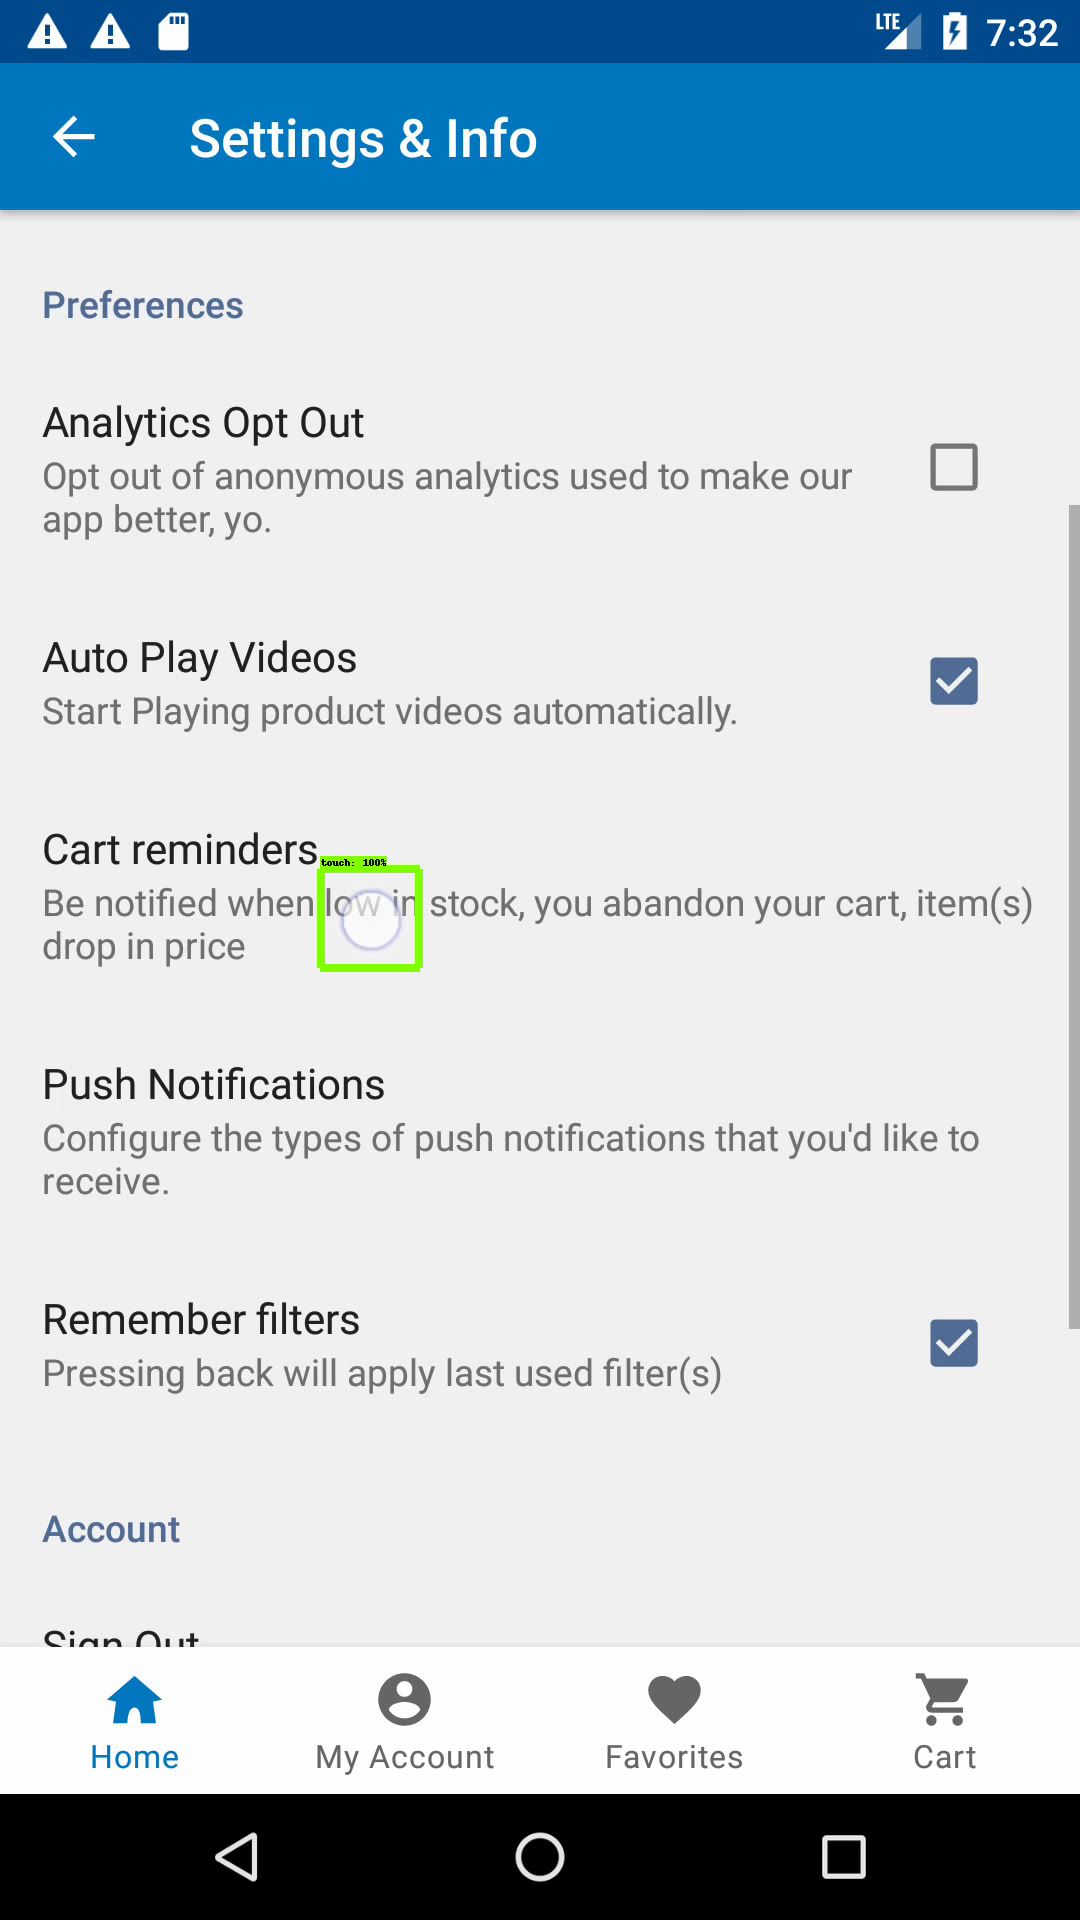 LTE 7:32
Settings & Info
Preferences
Analytics Opt Out
Opt out of anonymous analytics used to make our
app better, yo.
Auto Play Videos
Start Playing product videos automatically.
Cart reminders
touch: 100%
Be notified when low in stock, you abandon your cart, item(s)
drop in price
Push Notifications
Configure the types of push notifications that you'd like to
receive.
Remember filters
Pressing back will apply last used filter(s)
Account
Sign Out
Home
My Account
Favorites
Cart